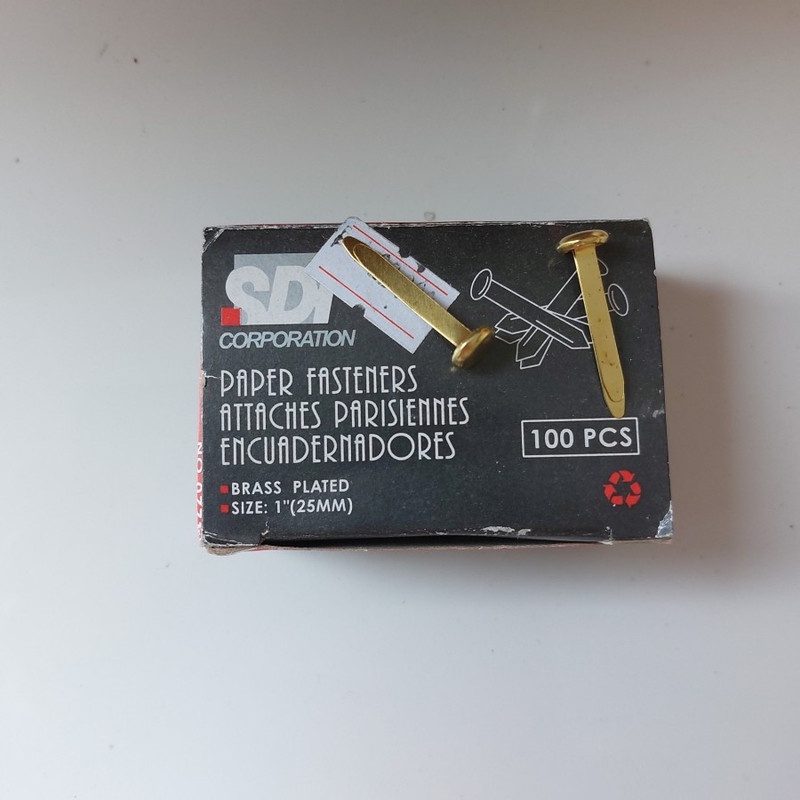 SDI
CORPORATION
PAPER FASTENERS
ATTACHES PARISIENNES
ENCUADERNADORES
100 PCS
BRASS PLATED
SIZE: 1"(25MM)